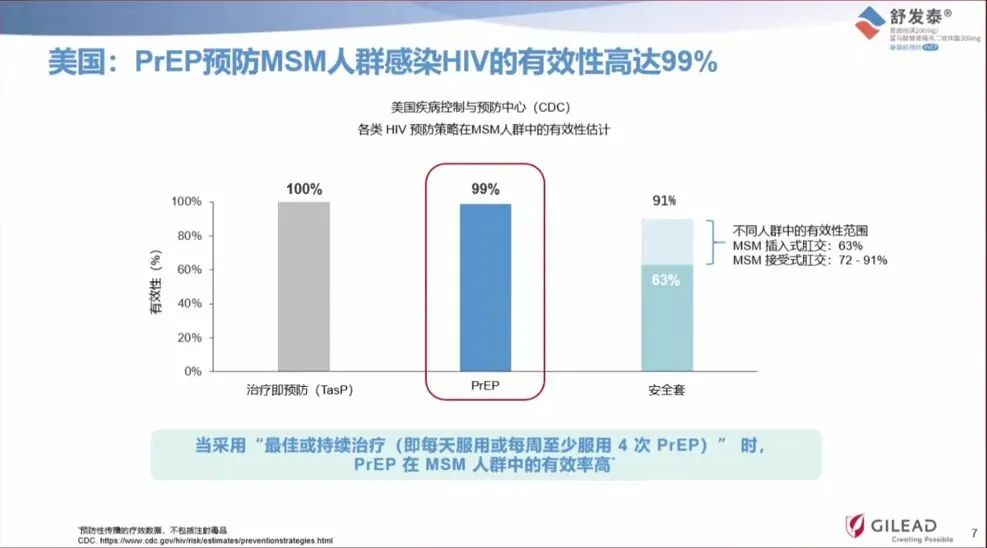 舒发泰®
恩曲他滨200mg/
富马酸替诺福韦二吡呋酯300mg
暴露前预防 PrEP
美国：PrEP预防MSM人群感染HIV的有效性高达99%
美国疾病控制与预防中心（CDC）
各类 HIV 预防策略在MSM人群中的有效性估计
有效性（%）
100%
80%
60%
40%
20%
0%
100%
99%
91%
63%
不同人群中的有效性范围
MSM 插入式肛交：63%
MSM 接受式肛交：72 - 91%
治疗即预防（TasP）
PrEP
安全套
当采用“最佳或持续治疗（即每天服用或每周至少服用 4 次 PrEP）” 时，
PrEP 在 MSM 人群中的有效率高*
*预防性传播的疗效数据，不包括注射毒品
CDC. https://www.cdc.gov/hiv/risk/estimates/preventionstrategies.html
GILEAD
Creating Possible
7